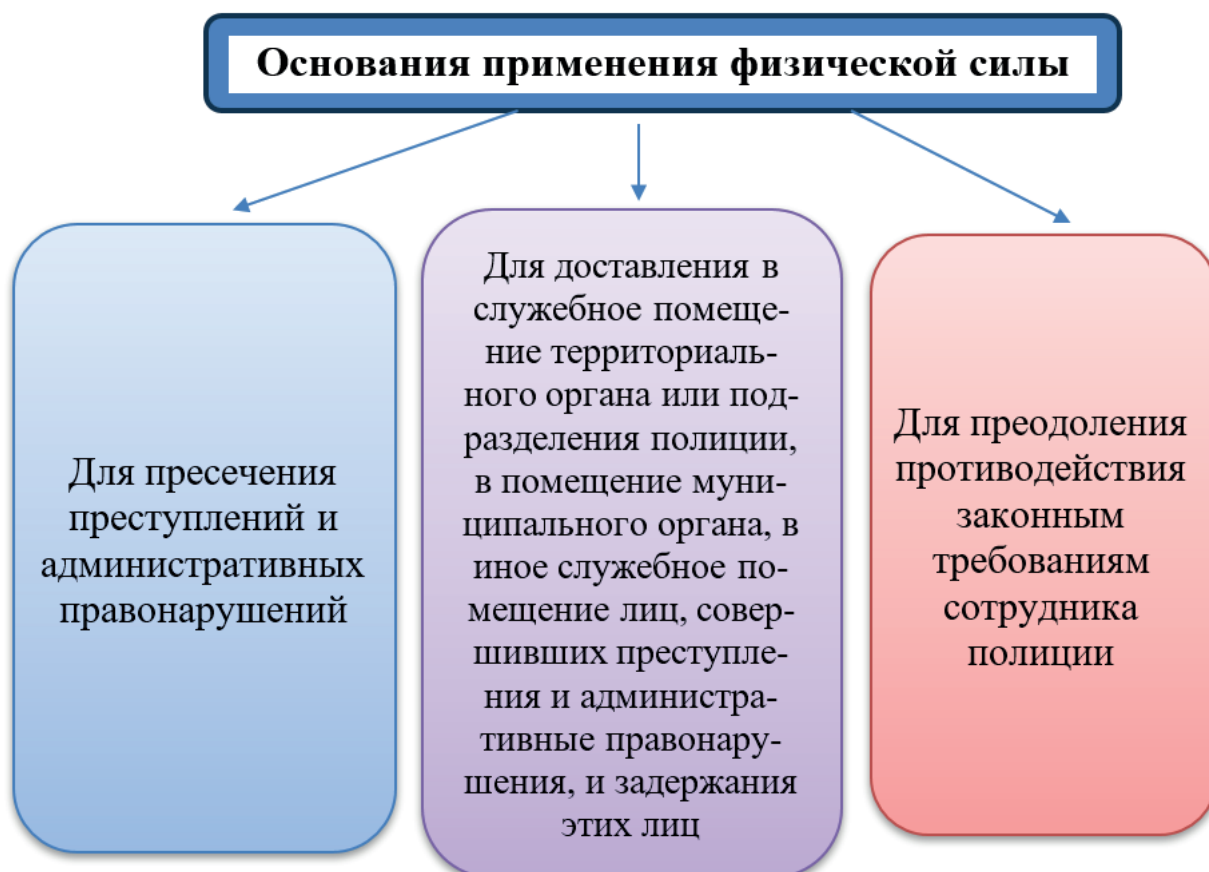 Основания применения физической силы
Для пресечения
преступлений и
административных
правонарушений
Для доставления в
служебное помеще-
ние территориаль-
ного органа или под-
разделения полиции,
в помещение муни-
ципального органа, в
иное служебное по-
мещение лиц, совер-
шивших преступле-
ния и администра-
тивные правонару-
шения, и задержания
этих лиц
Для преодоления
противодействия
законным
требованиям
сотрудника
полиции